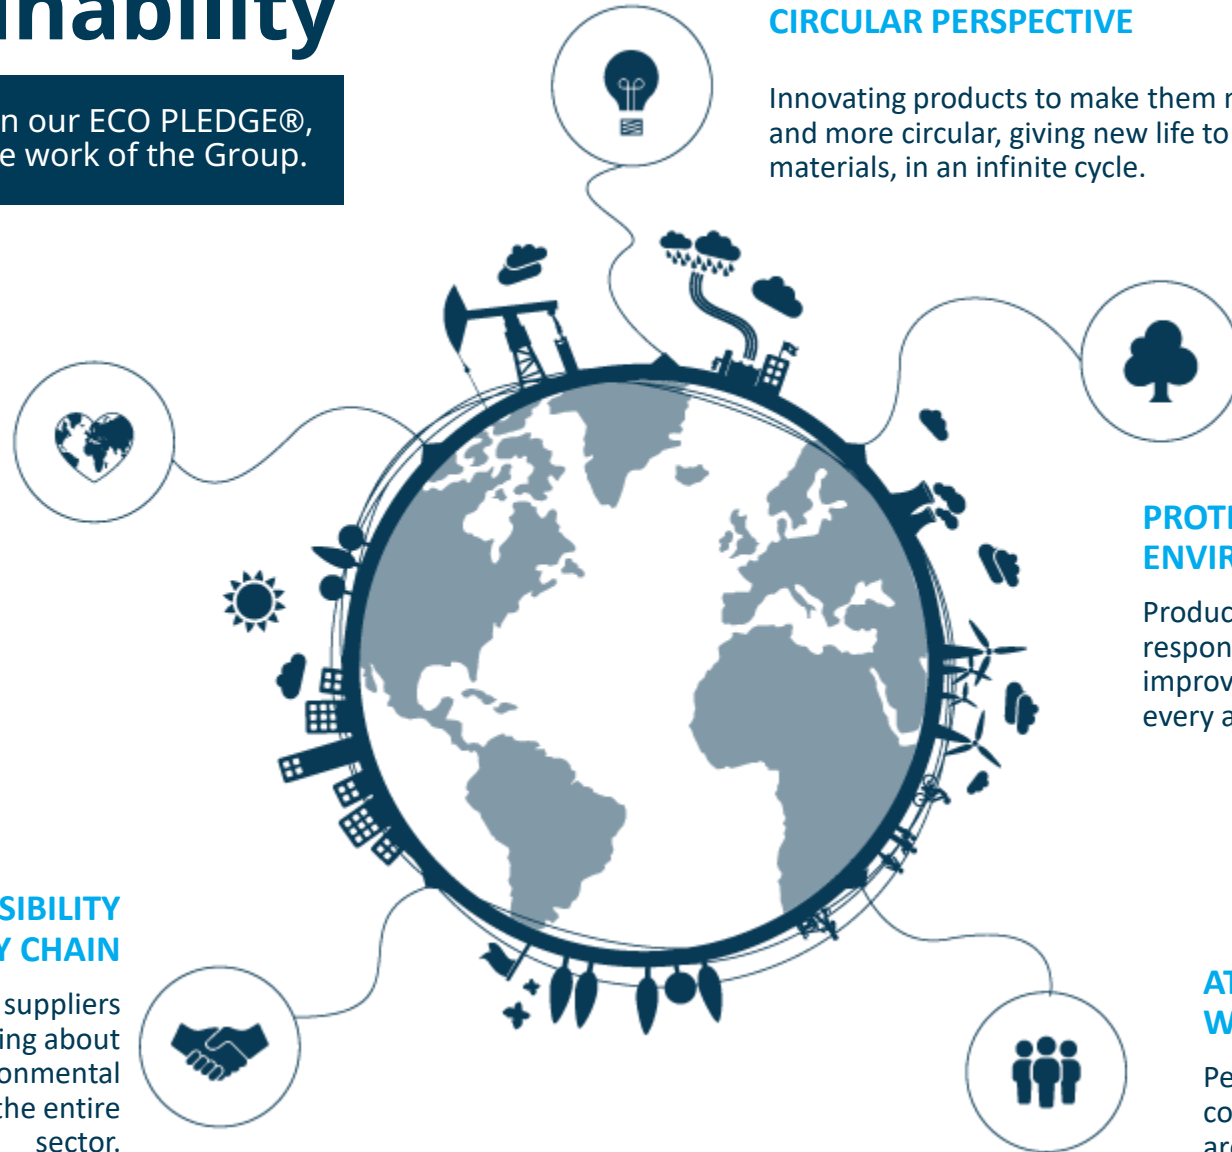 nability
n our ECO PLEDGE®,
e work of the Group.
CIRCULAR PERSPECTIVE
Innovating products to make them
and more circular, giving new life to
materials, in an infinite cycle.
PROT
ENVIR
Produc
respon
improv
every a
SIBILITY
Y CHAIN
suppliers
ing about
onmental
the entire
sector.
AT
W
Pe
co
are